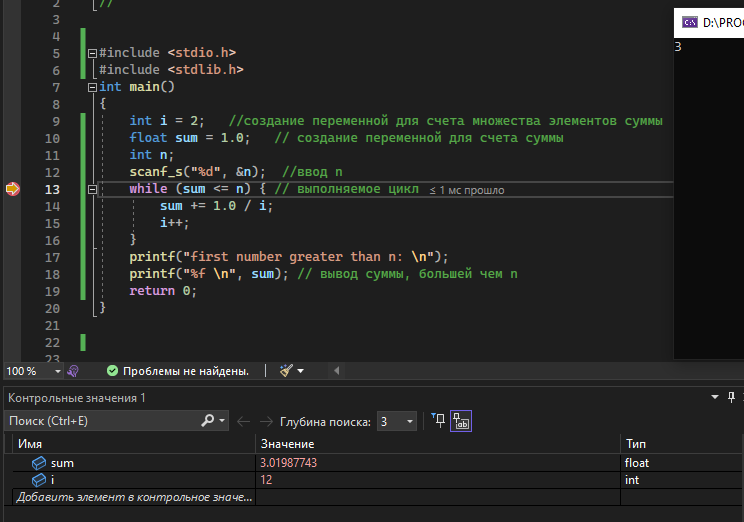 2 //
3
4
5 #include <stdio.h>
6 #include <stdlib.h>
7 int main()
8 {
9 int i = 2; //создание переменной для счета множества элементов суммы
10 float sum = 1.0; // создание переменной для счета суммы
11 int n;
12 scanf_s("%d", &n); //ввод n
13 while (sum <= n) { // выполняемое цикл ≤ 1 мс прошло
14 sum += 1.0 / i;
15 i++;
16 }
17 printf("first number greater than n: \n");
18 printf("%f \n", sum); // вывод суммы, большей чем n
19 return 0;
20 }
21
22
23
C:\ D:\PROG
3
100 % Проблемы не найдены.
Контрольные значения 1
Поиск (Ctrl+E) Глубина поиска: 3
Имя Значение Тип
sum 3.01987743 float
i 12 int
Добавить элемент в контрольное значе...